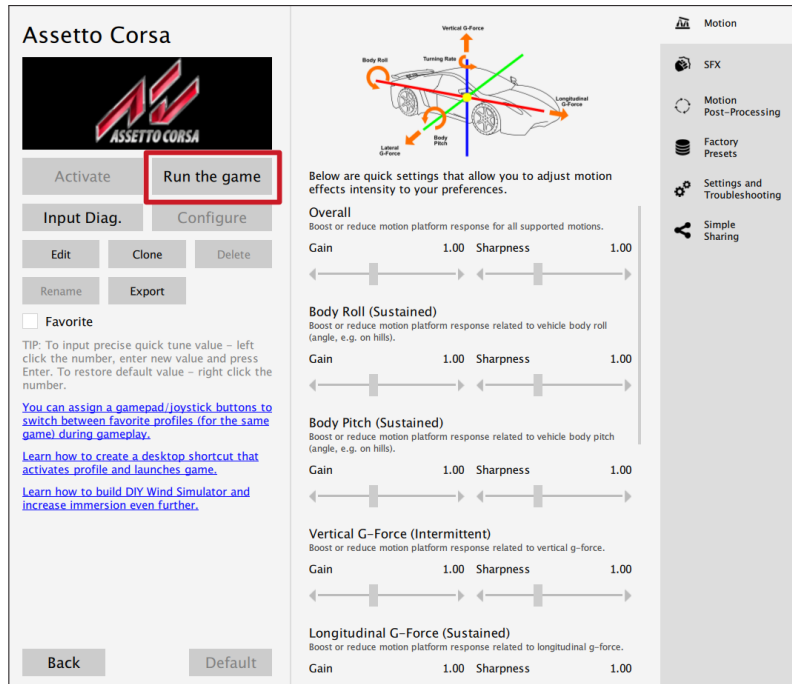 Assetto Corsa
ASSETTO CORSA
Activate
Run the game
Input Diag.
Configure
Edit
Clone
Delete
Rename
Export
Favorite
TIP: To input precise quick tune value – left
click the number, enter new value and press
Enter. To restore default value – right click the
number.
You can assign a gamepad/joystick buttons to
switch between favorite profiles (for the same
game) during gameplay.
Learn how to create a desktop shortcut that
activates profile and launches game.
Learn how to build DIY Wind Simulator and
increase immersion even further.
Back
Default
Vertical G-Force
Body Roll
Turning Rate
Longitudinal
G-Force
Body
Pitch
Lateral
G-Force
Below are quick settings that allow you to adjust motion
effects intensity to your preferences.
Overall
Boost or reduce motion platform response for all supported motions.
Gain 1.00 Sharpness 1.00
Body Roll (Sustained)
Boost or reduce motion platform response related to vehicle body roll
(angle, e.g. on hills).
Gain 1.00 Sharpness 1.00
Body Pitch (Sustained)
Boost or reduce motion platform response related to vehicle body pitch
(angle, e.g. on hills).
Gain 1.00 Sharpness 1.00
Vertical G-Force (Intermittent)
Boost or reduce motion platform response related to vertical g-force.
Gain 1.00 Sharpness 1.00
Longitudinal G-Force (Sustained)
Boost or reduce motion platform response related to longitudinal g-force.
Gain 1.00 Sharpness 1.00
Motion
SFX
Motion
Post-Processing
Factory
Presets
Settings and
Troubleshooting
Simple
Sharing